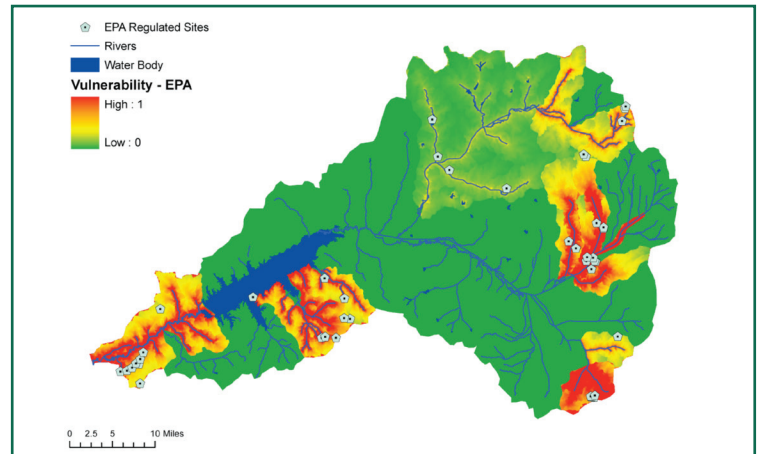 EPA Regulated Sites
Rivers
Water Body
Vulnerability - EPA
High : 1
Low : 0
0 2.5 5 10 Miles